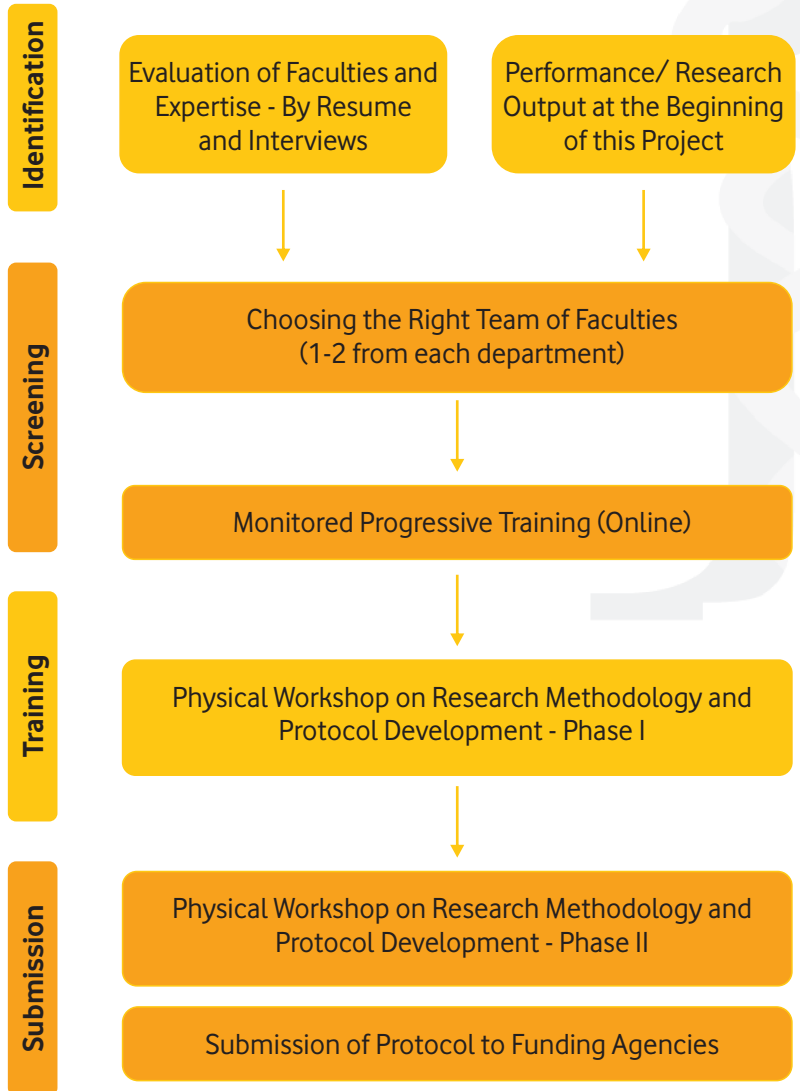 Identification
Evaluation of Faculties and
Expertise - By Resume
and Interviews
Performance/ Research
Output at the Beginning
of this Project
Screening
Choosing the Right Team of Faculties
(1-2 from each department)
Monitored Progressive Training (Online)
Training
Physical Workshop on Research Methodology and
Protocol Development - Phase I
Submission
Physical Workshop on Research Methodology and
Protocol Development - Phase II
Submission of Protocol to Funding Agencies